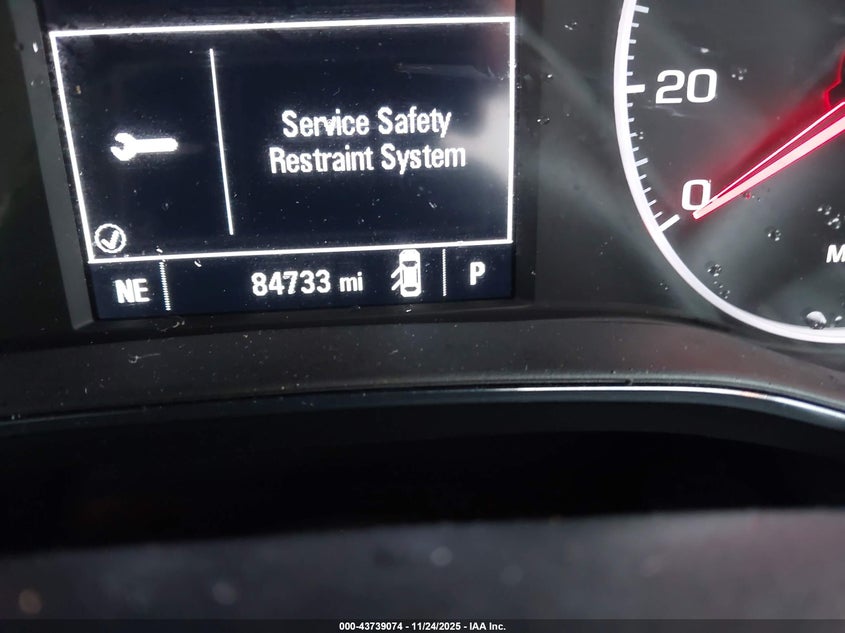 Service Safety
Restraint System
NE 84733 mi P
20
0
M
000-43739074 - 11/24/2025 - IAA Inc.